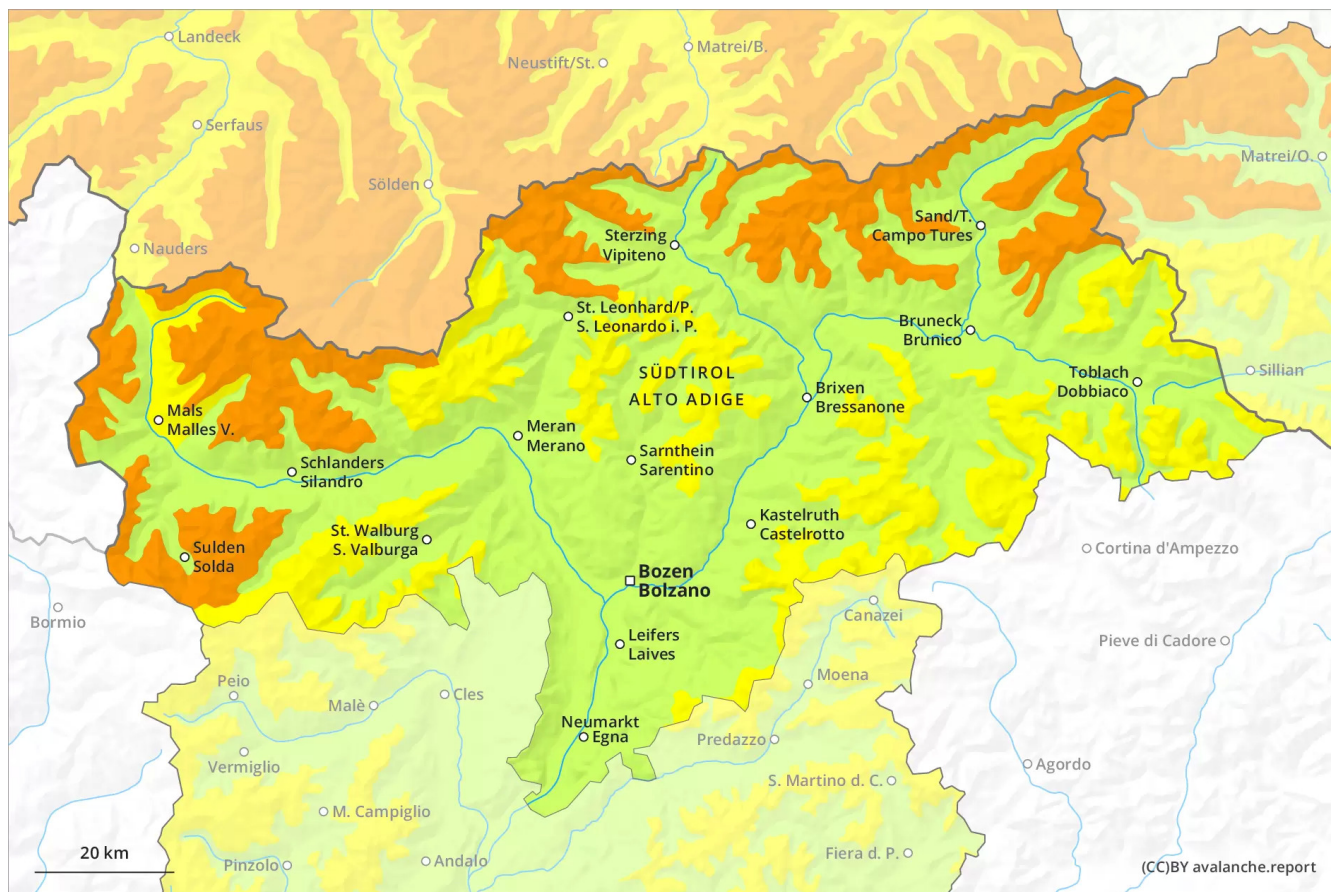 Landeck
Matrei/B.
Neustift/St.
Serfaus
Matrei/O.
Sölden
Sand/T.
Campo Tures
Sterzing
Vipiteno
Nauders
St. Leonhard/P.
S. Leonardo i. P.
Bruneck
Brunico
SÜDTIROL
ALTO ADIGE
Toblach
Dobbiaco
Sillian
Brixen
Bressanone
Mals
Malles V.
Meran
Merano
Sarnthein
Sarentino
Schlanders
Silandro
Kastelruth
Castelrotto
St. Walburg
S. Valburga
Sulden
Solda
Cortina d'Ampezzo
Bozen
Bolzano
Bormio
Canazei
Leifers
Laives
Pieve di Cadore
Peio
Moena
Malè
Cles
Neumarkt
Egna
Predazzo
Vermiglio
Agordo
S. Martino d. C.
M. Campiglio
20 km
Pinzolo
Andalo
Fiera d. P.
(CC)BY avalanche.report